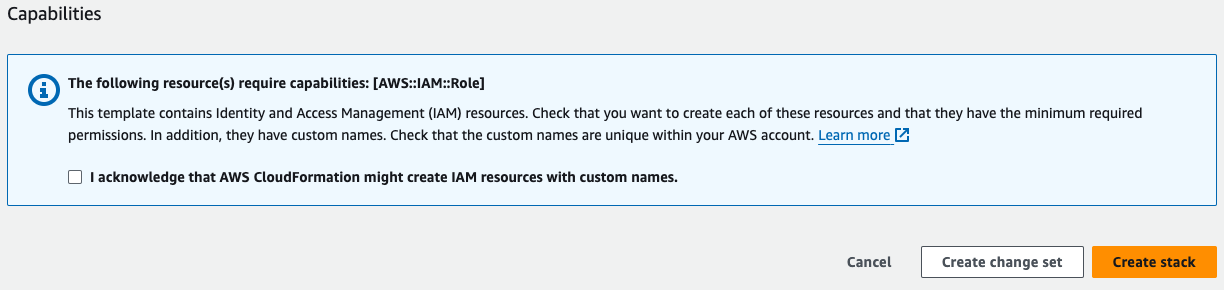 Capabilities
The following resource(s) require capabilities: [AWS::IAM::Role]
This template contains Identity and Access Management (IAM) resources. Check that you want to create each of these resources and that they have the minimum required
permissions. In addition, they have custom names. Check that the custom names are unique within your AWS account. Learn more
I acknowledge that AWS CloudFormation might create IAM resources with custom names.
Cancel Create change set Create stack